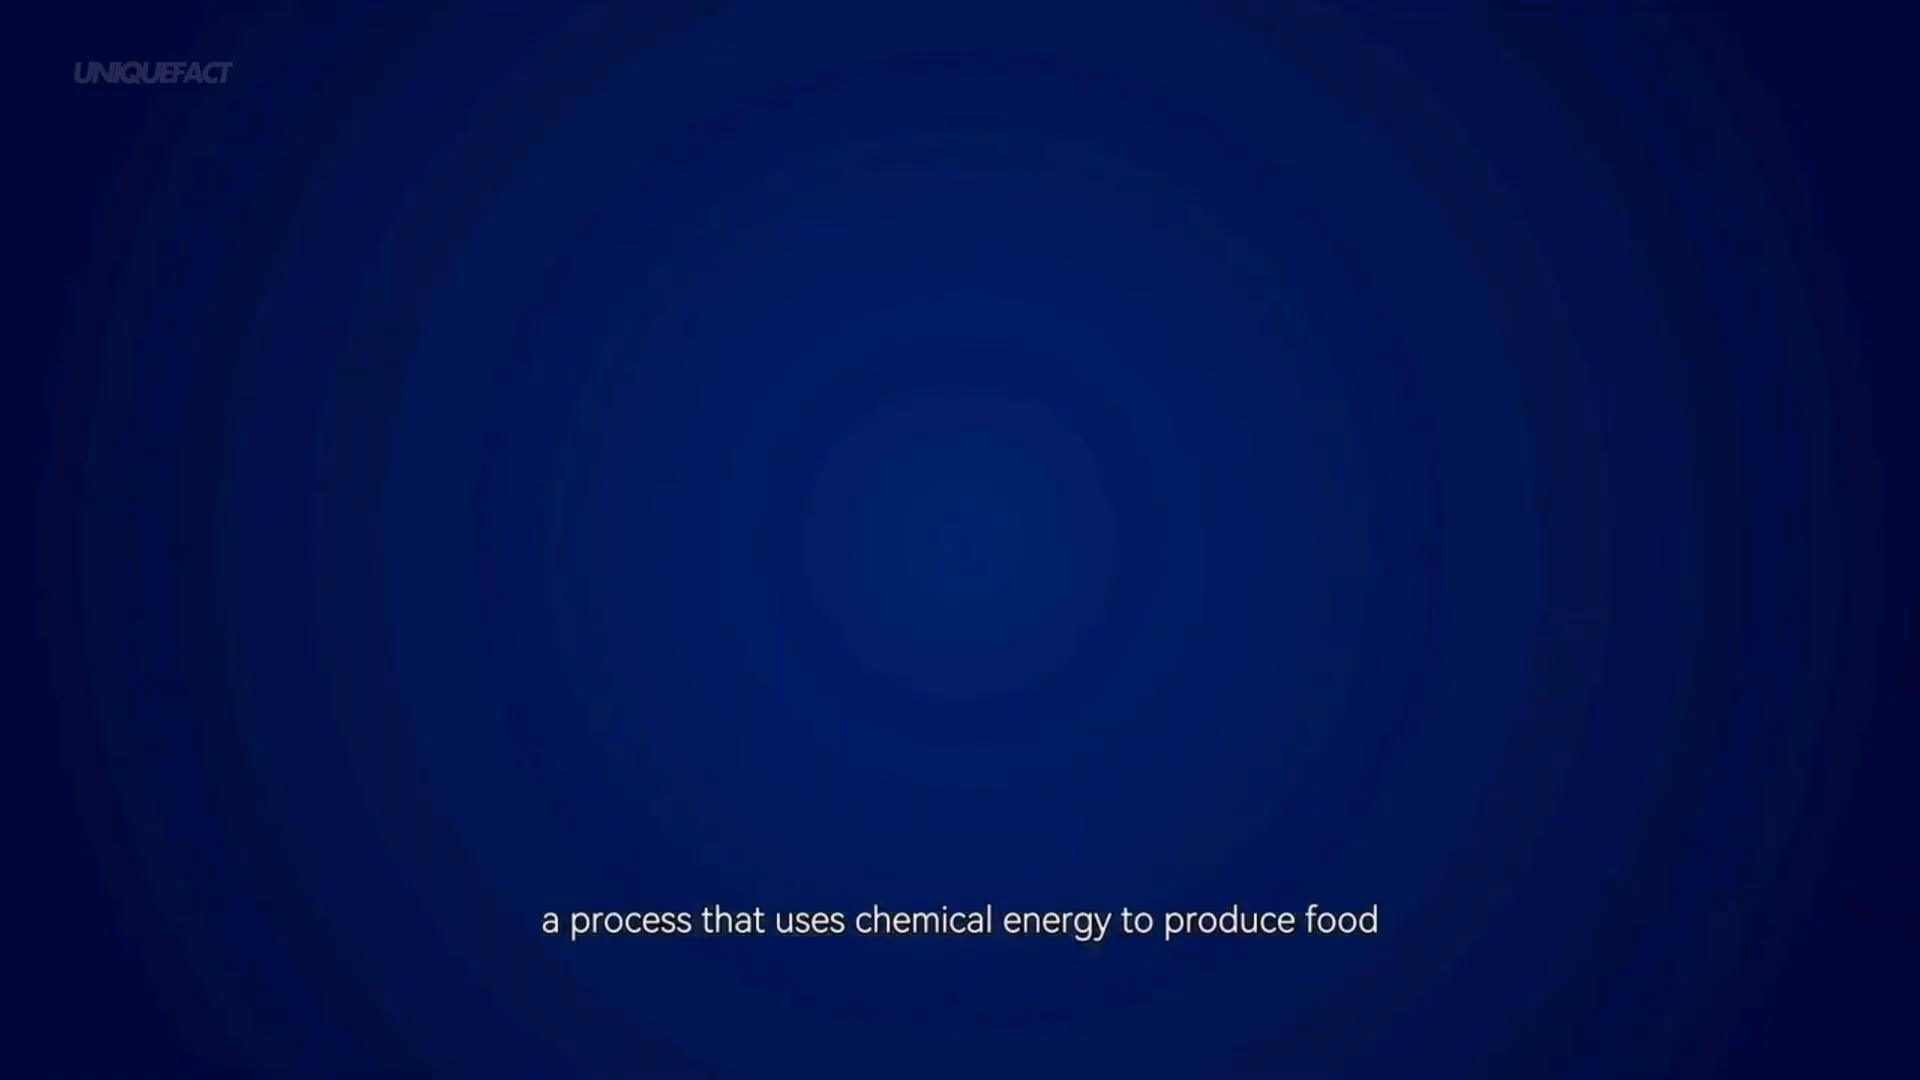 UNIQUEFACT
a process that uses chemical energy to produce food